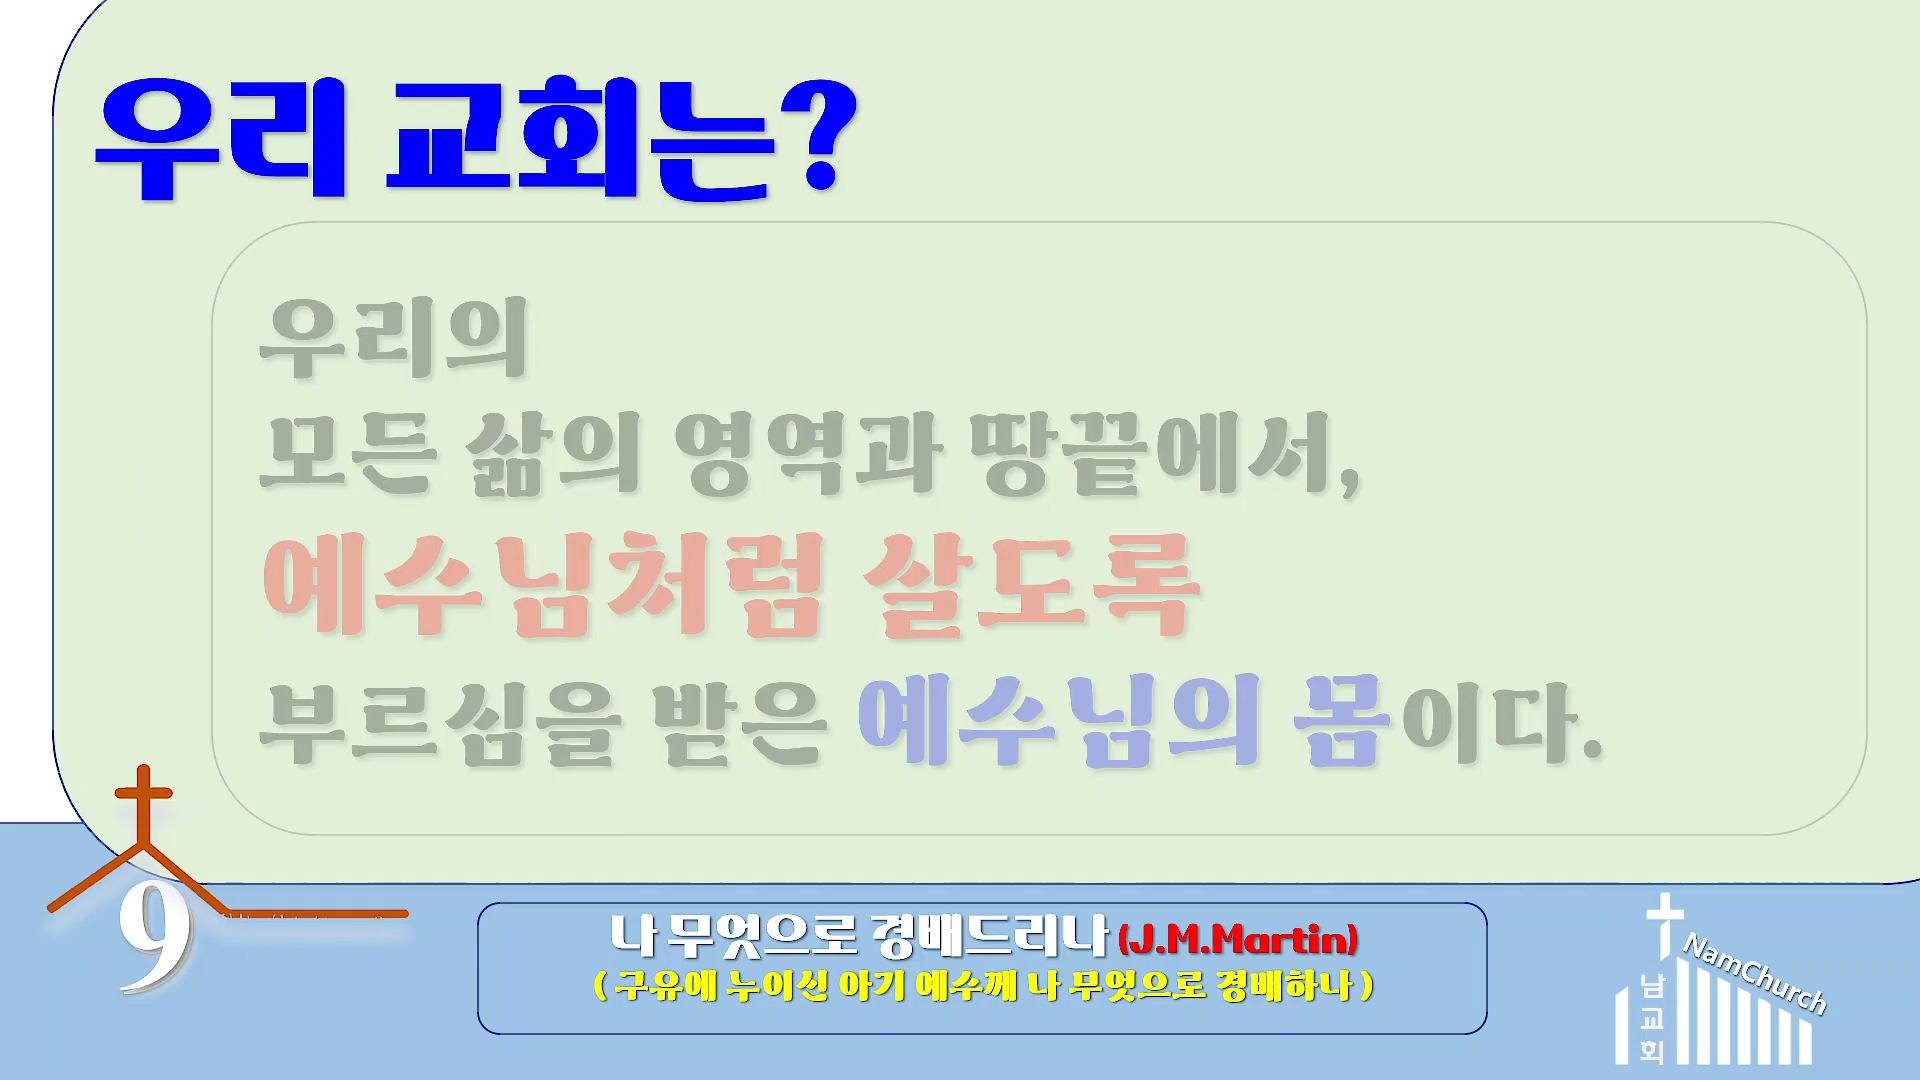 우리 교회는?
우리의
모든 삶의 영역과 땅끝에서,
예수님처럼 살도록
부르심을 받은 예수님의 몸이다.
9
나 무엇으로 경배드리나 (J.M.Martin)
( 구유에 누이신 아기 예수께 나 무엇으로 경배하나 )
NamChurch
남교회